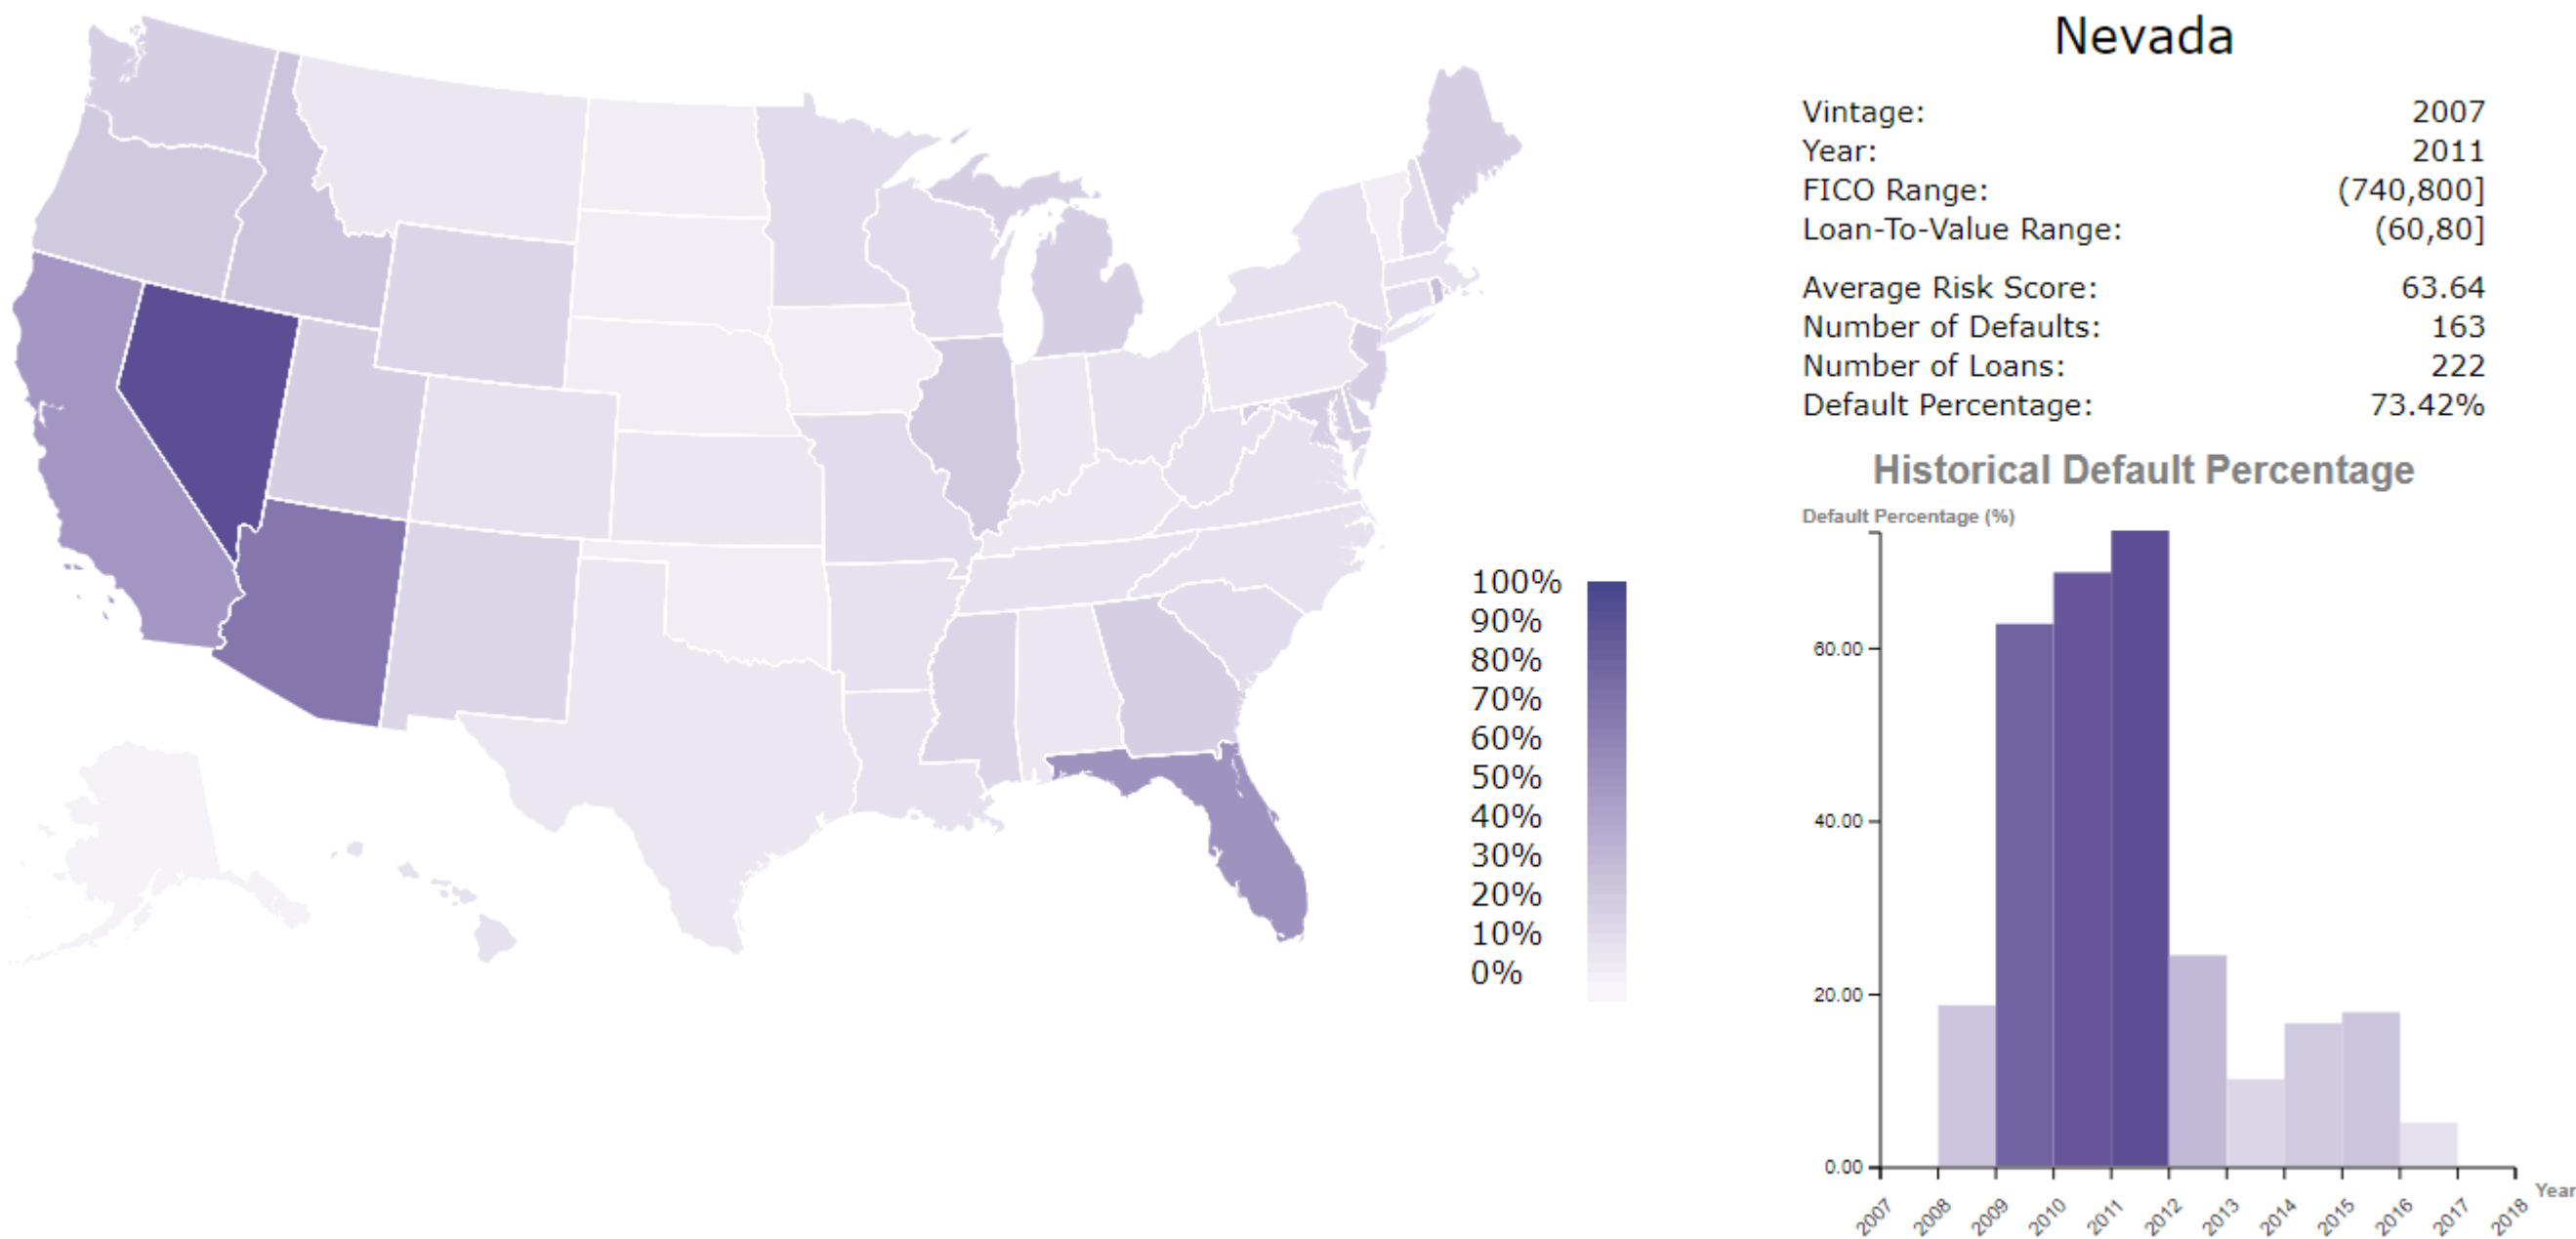 Nevada
Vintage: 2007
Year: 2011
FICO Range: (740,800]
Loan-To-Value Range: (60,80]
Average Risk Score: 63.64
Number of Defaults: 163
Number of Loans: 222
Default Percentage: 73.42%
100%
90%
80%
70%
60%
50%
40%
30%
20%
10%
0%
Historical Default Percentage
Default Percentage (%)
60.00
40.00
20.00
0.00
2007 2008 2009 2010 2011 2012 2013 2014 2015 2016 2017 2018
Year